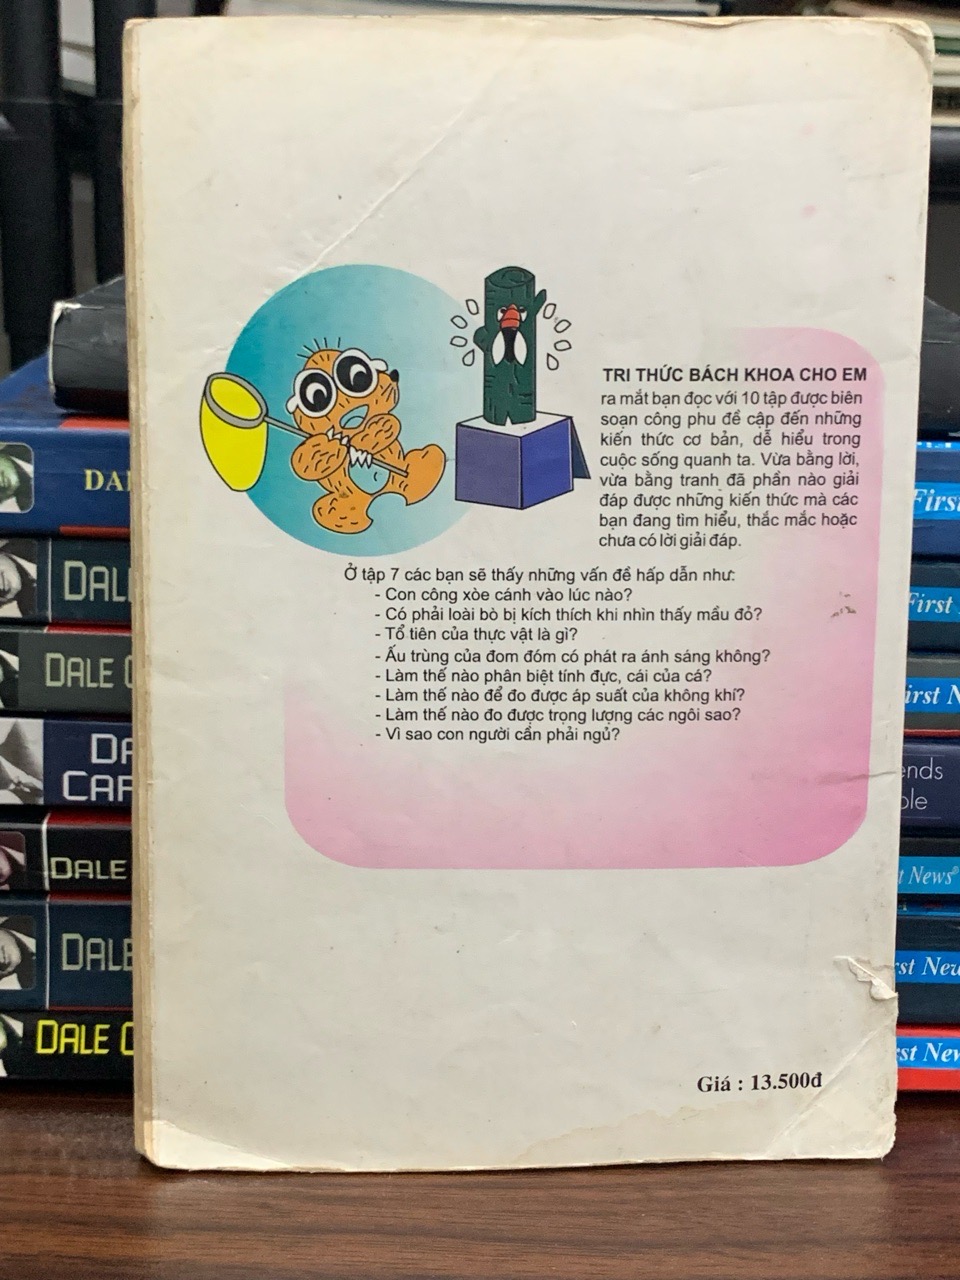 TRI THỨC BÁCH KHOA CHO EM
ra mắt bạn đọc với 10 tập được biên
soạn công phu đề cập đến những
kiến thức cơ bản, dễ hiểu trong
cuộc sống quanh ta. Vừa bằng lời,
vừa bằng tranh đã phần nào giải
đáp được những kiến thức mà các
bạn đang tìm hiểu, thắc mắc hoặc
chưa có lời giải đáp.
Ở tập 7 các bạn sẽ thấy những vấn đề hấp dẫn như:
- Con công xòe cánh vào lúc nào?
- Có phải loài bò bị kích thích khi nhìn thấy mầu đỏ?
- Tổ tiên của thực vật là gì?
- Ấu trùng của đom đóm có phát ra ánh sáng không?
- Làm thế nào phân biệt tính đực, cái của cá?
- Làm thế nào để đo được áp suất của không khí?
- Làm thế nào đo được trọng lượng các ngôi sao?
- Vì sao con người cần phải ngủ?
Giá : 13.500đ
DALE
DALE
DALE
DALE
DALE
First
First
News